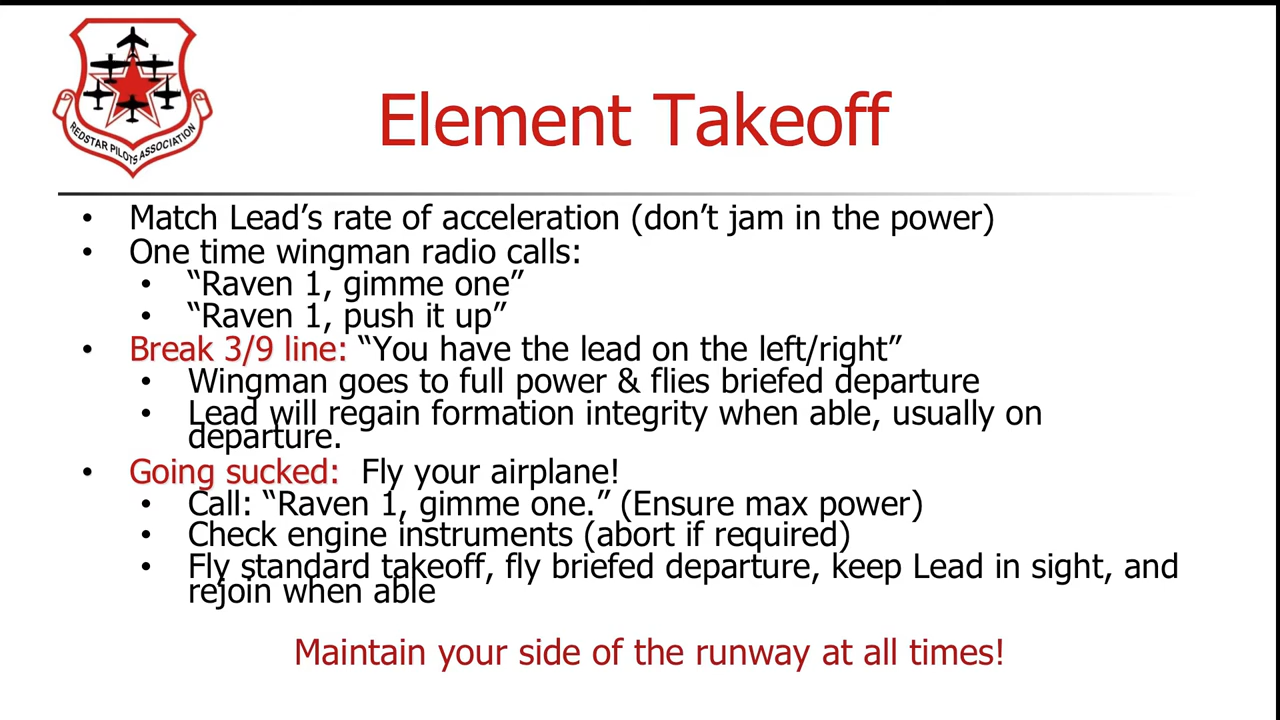 REDSTAR PILOTS ASSOCIATION
Element Takeoff
• Match Lead’s rate of acceleration (don’t jam in the power)
• One time wingman radio calls:
• “Raven 1, gimme one”
• “Raven 1, push it up”
• Break 3/9 line: “You have the lead on the left/right”
• Wingman goes to full power & flies briefed departure
• Lead will regain formation integrity when able, usually on
departure.
• Going sucked: Fly your airplane!
• Call: “Raven 1, gimme one.” (Ensure max power)
• Check engine instruments (abort if required)
• Fly standard takeoff, fly briefed departure, keep Lead in sight, and
rejoin when able
Maintain your side of the runway at all times!